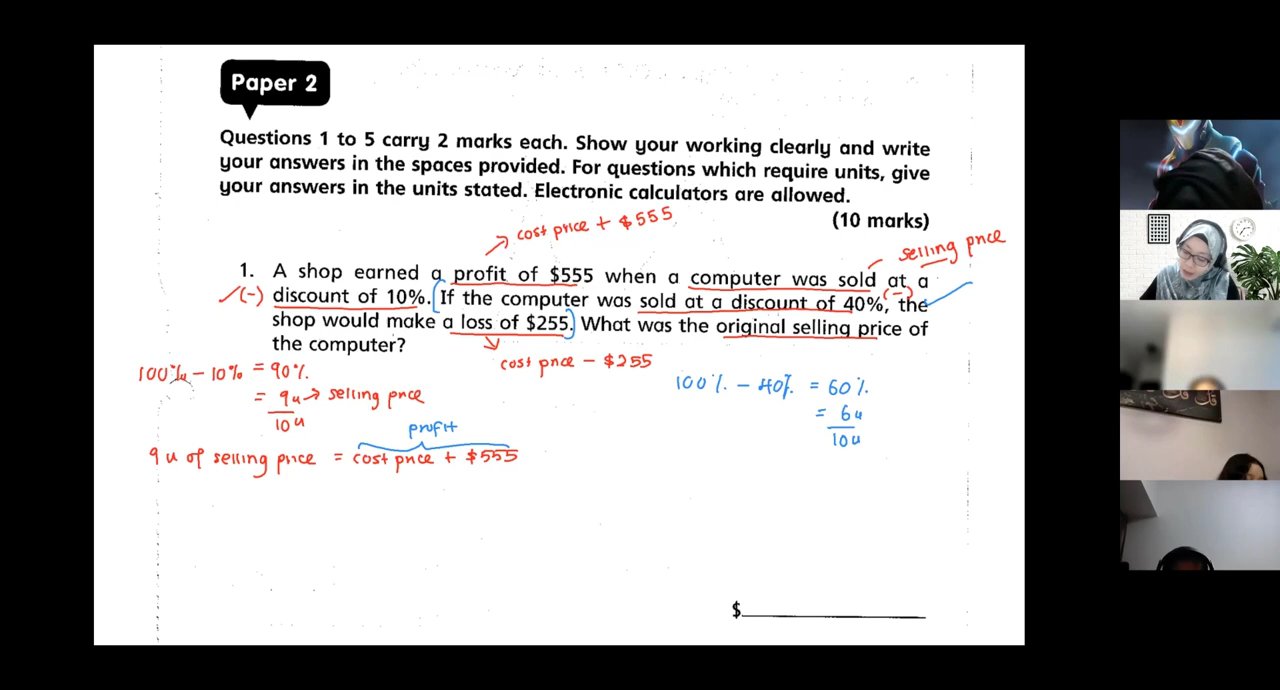 Paper 2
Questions 1 to 5 carry 2 marks each. Show your working clearly and write
your answers in the spaces provided. For questions which require units, give
your answers in the units stated. Electronic calculators are allowed.
(10 marks)
cost price + $555
selling price
1. A shop earned a profit of $555 when a computer was sold at a
(-) discount of 10%. If the computer was sold at a discount of 40%, the
(-)
shop would make a loss of $255. What was the original selling price of
the computer?
cost price - $255
100% - 10% = 90%
= 9u → selling price
10u
100% - 40% = 60%
= 6u
10u
profit
9u of selling price = cost price + $555
$